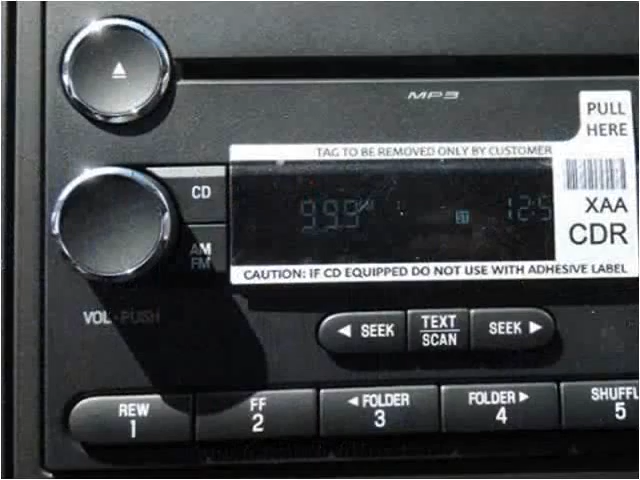 MP3
PULL
HERE
TAG TO BE REMOVED ONLY BY CUSTOMER
XAA
CDR
CD
AM
FM
999
ST
12:5
CAUTION: IF CD EQUIPPED DO NOT USE WITH ADHESIVE LABEL
VOL - PUSH
◄ SEEK
TEXT
SCAN
SEEK ►
REW
1
FF
2
◄ FOLDER
3
FOLDER ►
4
SHUFFL
5